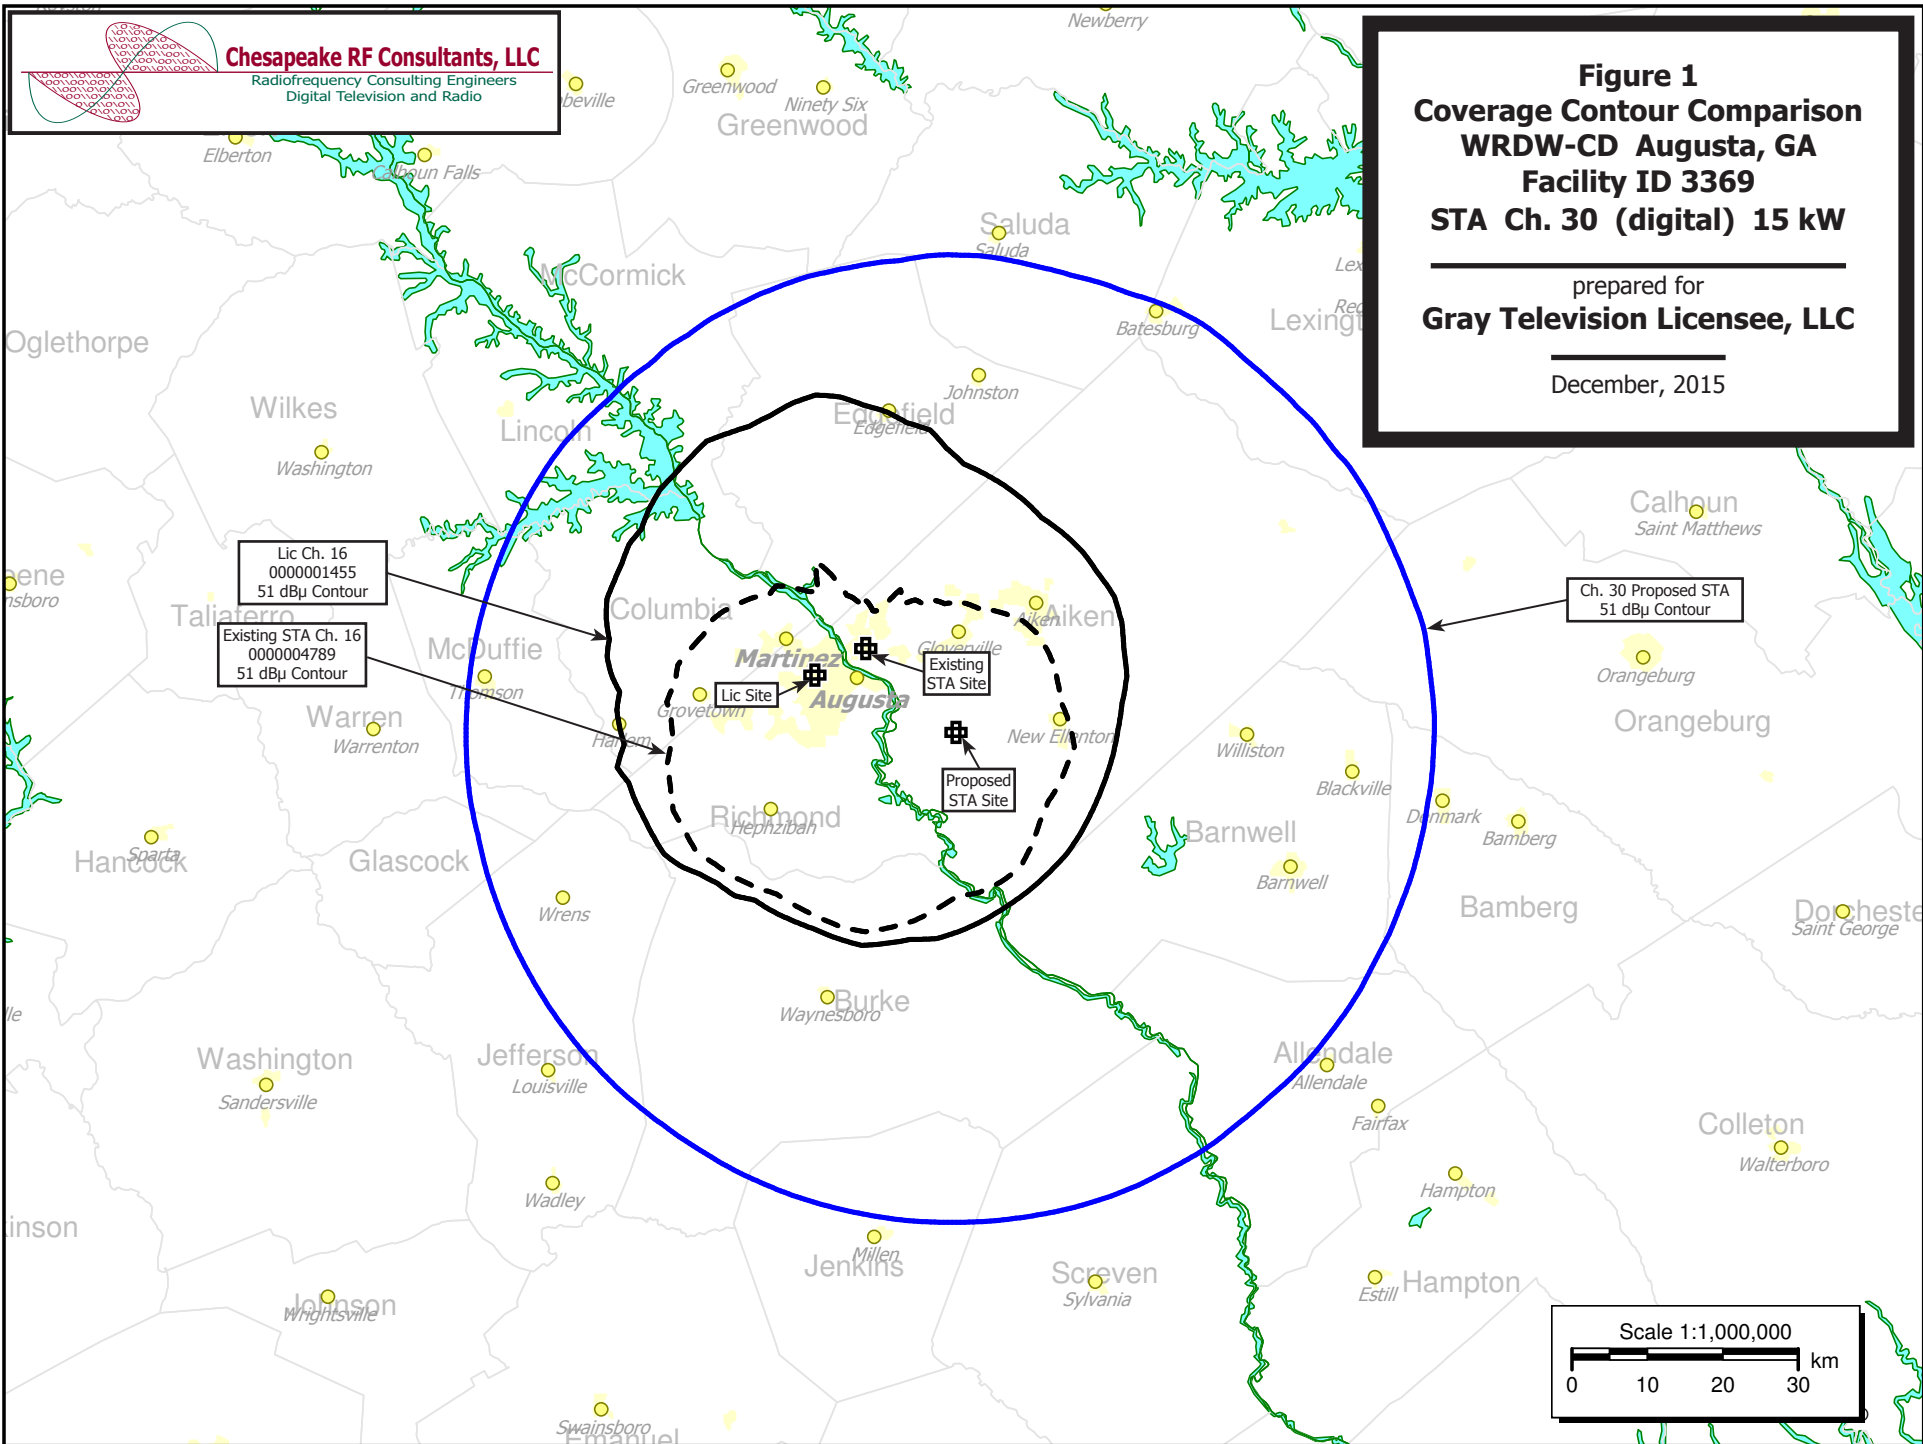 Chesapeake RF Consultants, LLC
Radiofrequency Consulting Engineers
Digital Television and Radio
Figure 1
Coverage Contour Comparison
WRDW-CD Augusta, GA
Facility ID 3369
STA Ch. 30 (digital) 15 kW
prepared for
Gray Television Licensee, LLC
December, 2015
Newberry
Greenwood
Ninety Six
Greenwood
Elberton
Calhoun Falls
Saluda
Saluda
McCormick
Batesburg
Oglethorpe
Johnston
Wilkes
Lincoln
Edgefield
Edgefield
Washington
Calhoun
Saint Matthews
Lic Ch. 16
0000001455
51 dBµ Contour
Ch. 30 Proposed STA
51 dBµ Contour
Taliaferro
Columbia
Aiken
Aiken
Existing STA Ch. 16
0000004789
51 dBµ Contour
McDuffie
Thomson
Martinez
Gloverville
Existing
STA Site
Lic Site
Augusta
Grovetown
Orangeburg
Orangeburg
Warren
Warrenton
Harlem
New Ellenton
Williston
Proposed
STA Site
Blackville
Richmond
Hephzibah
Denmark
Bamberg
Barnwell
Barnwell
Sparta
Hancock
Glascock
Wrens
Bamberg
Saint George
Burke
Waynesboro
Washington
Sandersville
Jefferson
Louisville
Allendale
Allendale
Fairfax
Colleton
Walterboro
Wadley
Hampton
Millen
Jenkins
Screven
Sylvania
Estill
Hampton
Johnson
Wrightsville
Swainsboro
Emanuel
Scale 1:1,000,000
km
0 10 20 30